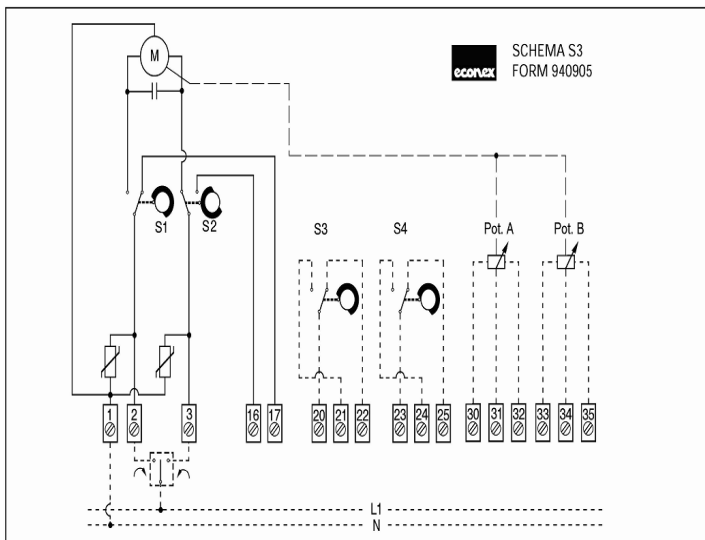 M
econex
SCHEMA S3
FORM 940905
S1
S2
S3
S4
Pot. A
Pot. B
1
2
3
16
17
20
21
22
23
24
25
30
31
32
33
34
35
L1
N